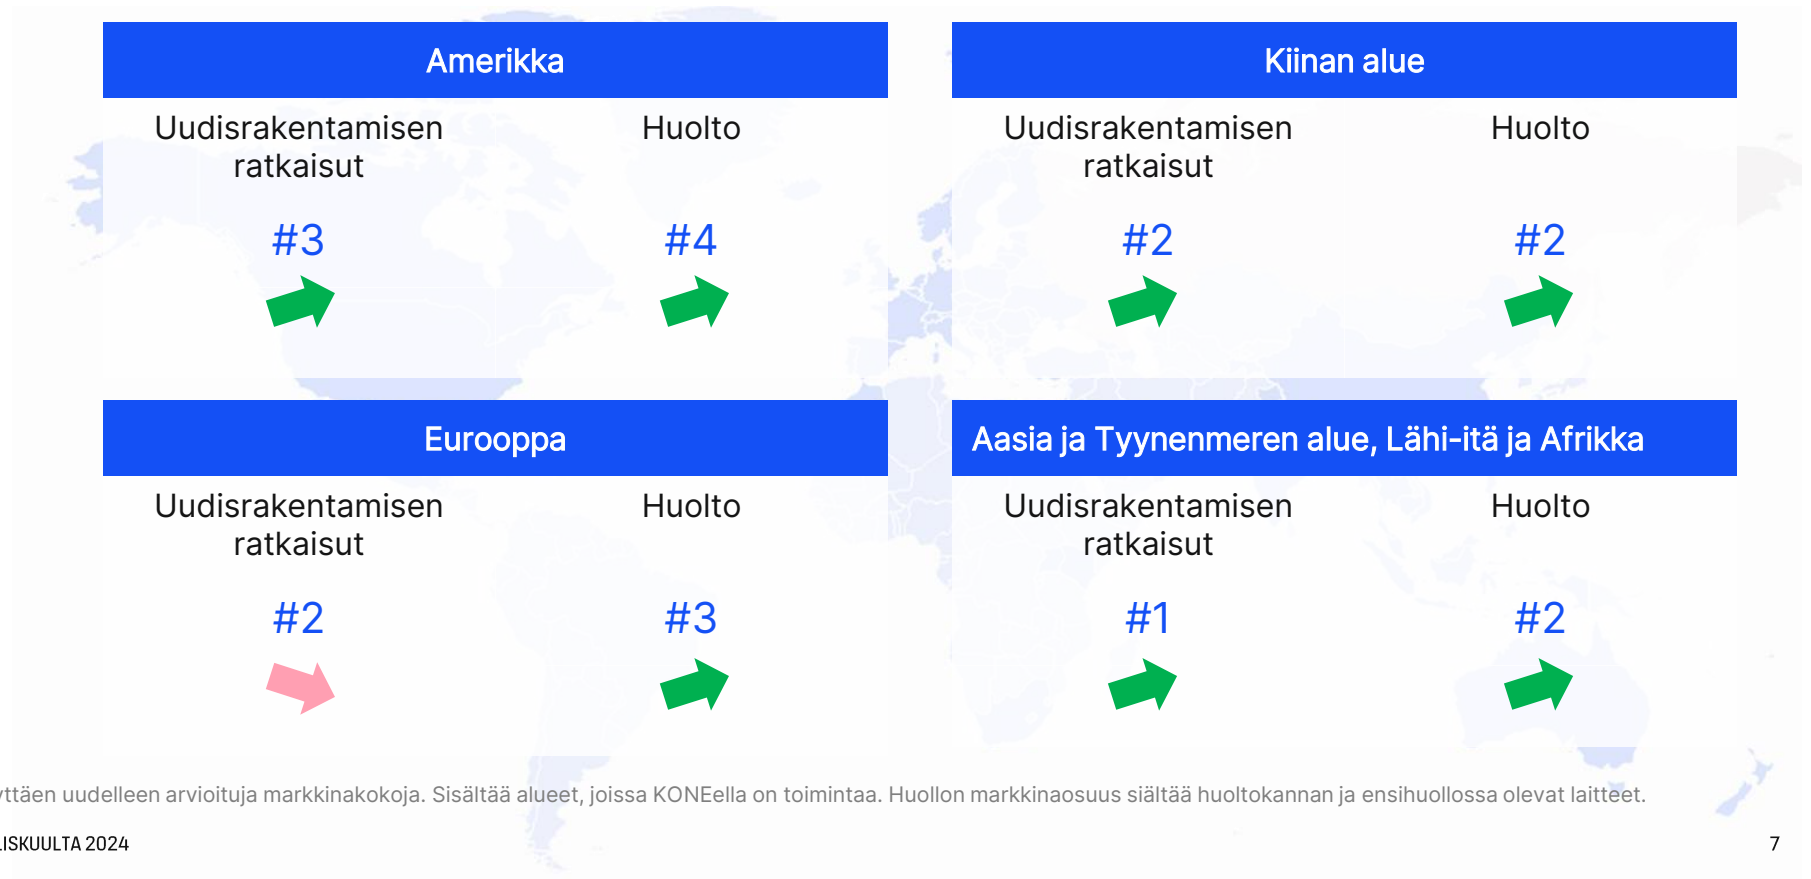 Amerikka
Uudisrakentamisen
ratkaisut
Huolto
#3
#4
Kiinan alue
Uudisrakentamisen
ratkaisut
Huolto
#2
#2
Eurooppa
Uudisrakentamisen
ratkaisut
Huolto
#2
#3
Aasia ja Tyynenmeren alue, Lähi-itä ja Afrikka
Uudisrakentamisen
ratkaisut
Huolto
#1
#2
uudelleen arvioituja markkinakokoja. Sisältää alueet, joissa KONEella on toimintaa. Huollon markkinaosuus siältää huoltokannan ja ensihuollossa olevat laitteet.
2024
7